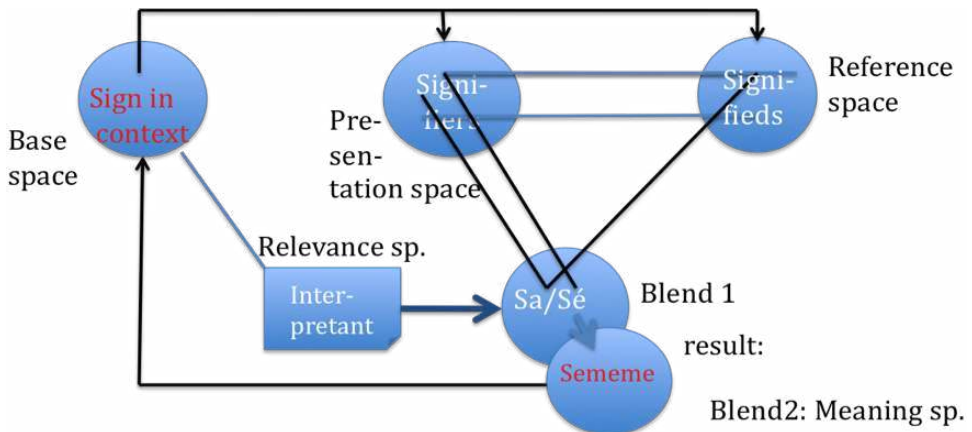 Sign in
context
Base
space
Signi-
fiers
Pre-
sen-
tation space
Signi-
fieds
Reference
space
Relevance sp.
Inter-
pretant
Sa/Sé
Blend 1
result:
Sememe
Blend2: Meaning sp.